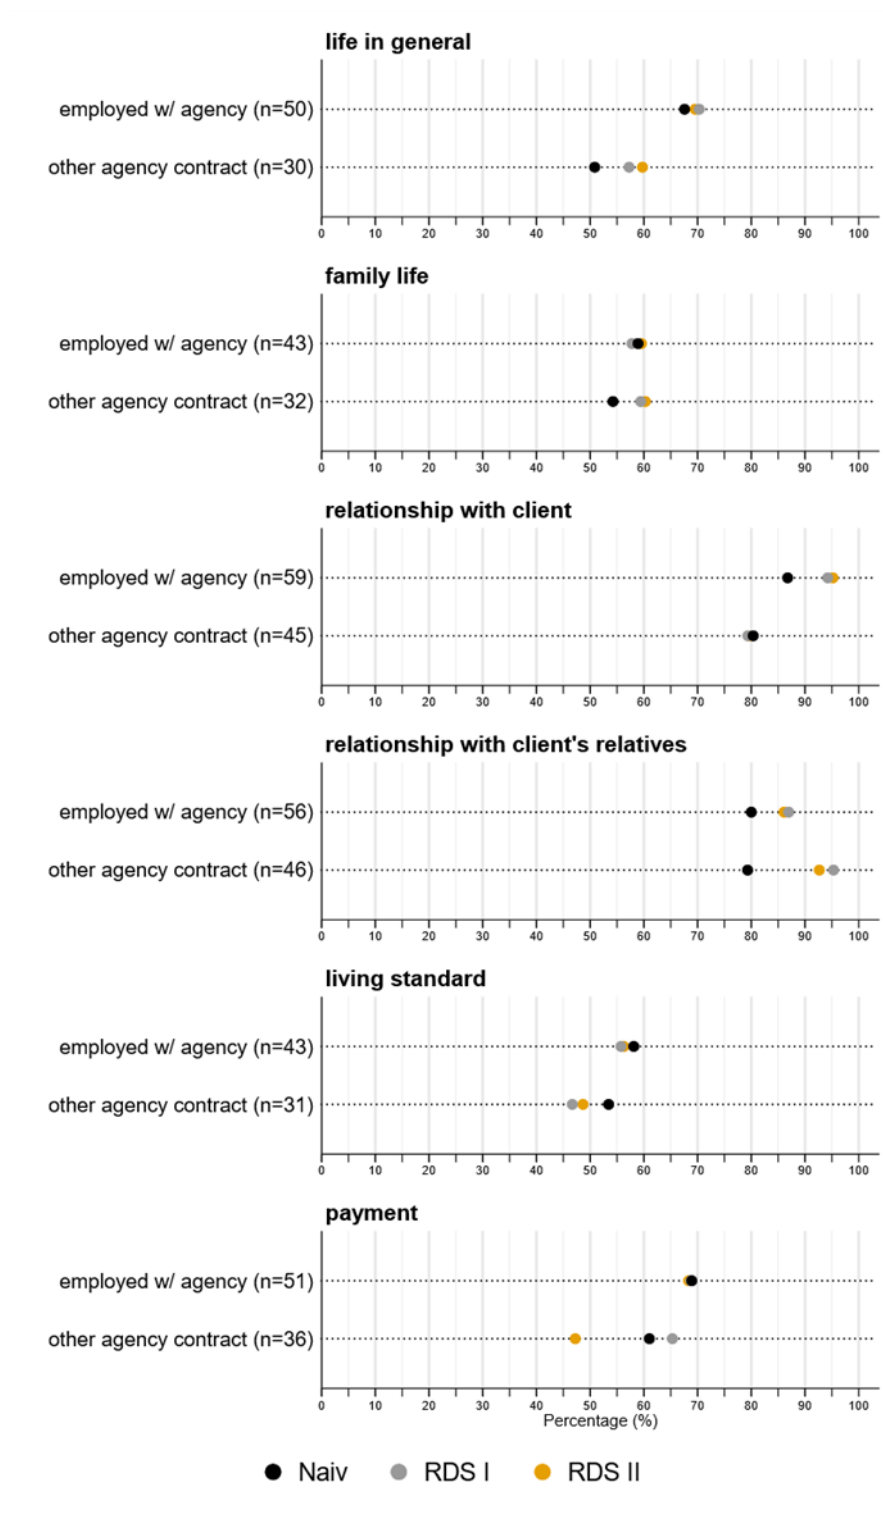 life in general
employed w/ agency (n=50)
other agency contract (n=30)
0 10 20 30 40 50 60 70 80 90 100
family life
employed w/ agency (n=43)
other agency contract (n=32)
0 10 20 30 40 50 60 70 80 90 100
relationship with client
employed w/ agency (n=59)
other agency contract (n=45)
0 10 20 30 40 50 60 70 80 90 100
relationship with client's relatives
employed w/ agency (n=56)
other agency contract (n=46)
0 10 20 30 40 50 60 70 80 90 100
living standard
employed w/ agency (n=43)
other agency contract (n=31)
0 10 20 30 40 50 60 70 80 90 100
payment
employed w/ agency (n=51)
other agency contract (n=36)
0 10 20 30 40 50 60 70 80 90 100
Percentage (%)
Naiv RDS I RDS II